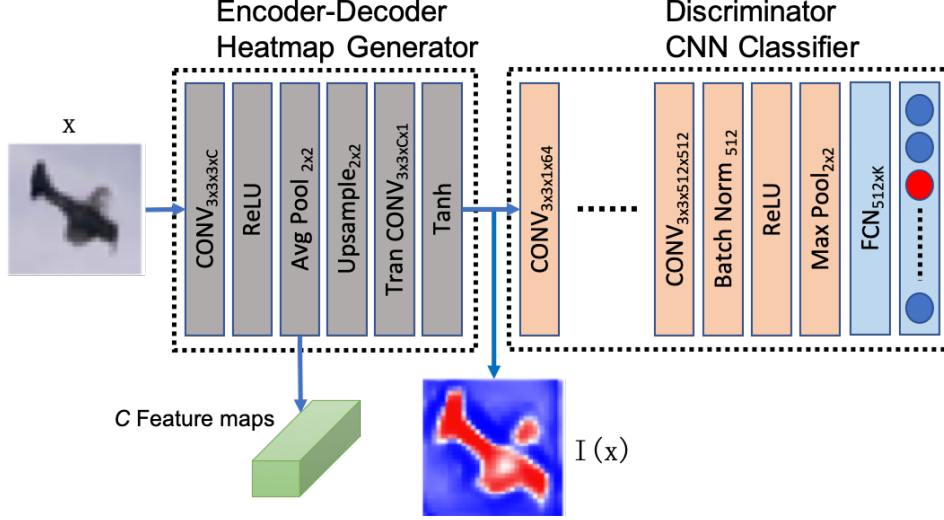 Encoder-Decoder
Heatmap Generator
Discriminator
CNN Classifier
x
CONV3x3x3xC
ReLU
Avg Pool 2x2
Upsample2x2
Tran CONV3x3xCx1
Tanh
CONV3x3x1x64
CONV3x3x512x512
Batch Norm 512
ReLU
Max Pool2x2
FCN512xK
C Feature maps
I(x)